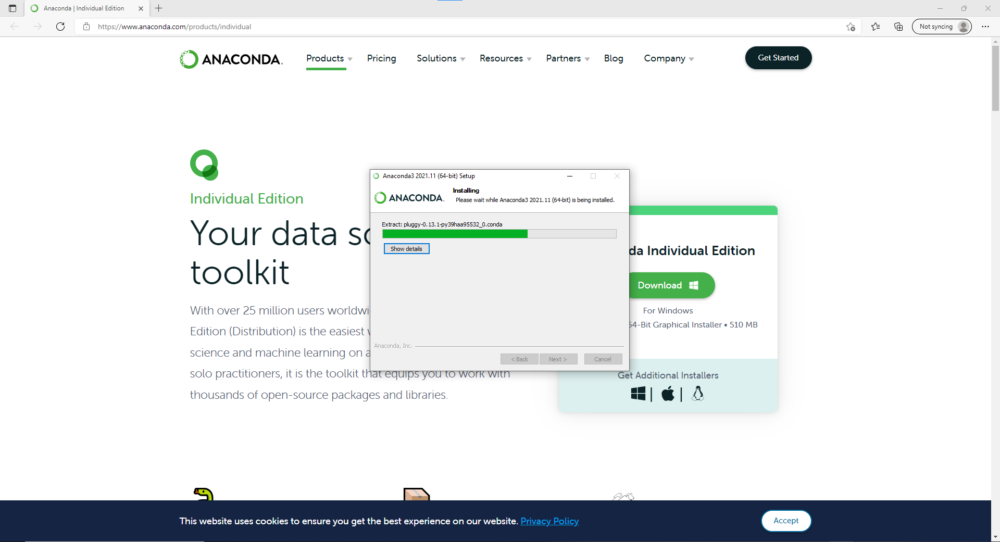 Anaconda | Individual Edition
https://www.anaconda.com/products/individual
Not syncing
ANACONDA.
Products
Pricing
Solutions
Resources
Partners
Blog
Company
Get Started
Individual Edition
Your data sc
toolkit
With over 25 million users worldwi
Edition (Distribution) is the easiest
science and machine learning on a
solo practitioners, it is the toolkit that equips you to work with
thousands of open-source packages and libraries.
Anaconda3 2021.11 (64-bit) Setup
ANACONDA.
Installing
Please wait while Anaconda3 2021.11 (64-bit) is being installed.
Extract: pluggy-0.13.1-py39haa95532_0.conda
Show details
Anaconda, Inc.
< Back
Next >
Cancel
da Individual Edition
Download
For Windows
64-Bit Graphical Installer • 510 MB
Get Additional Installers
This website uses cookies to ensure you get the best experience on our website. Privacy Policy
Accept